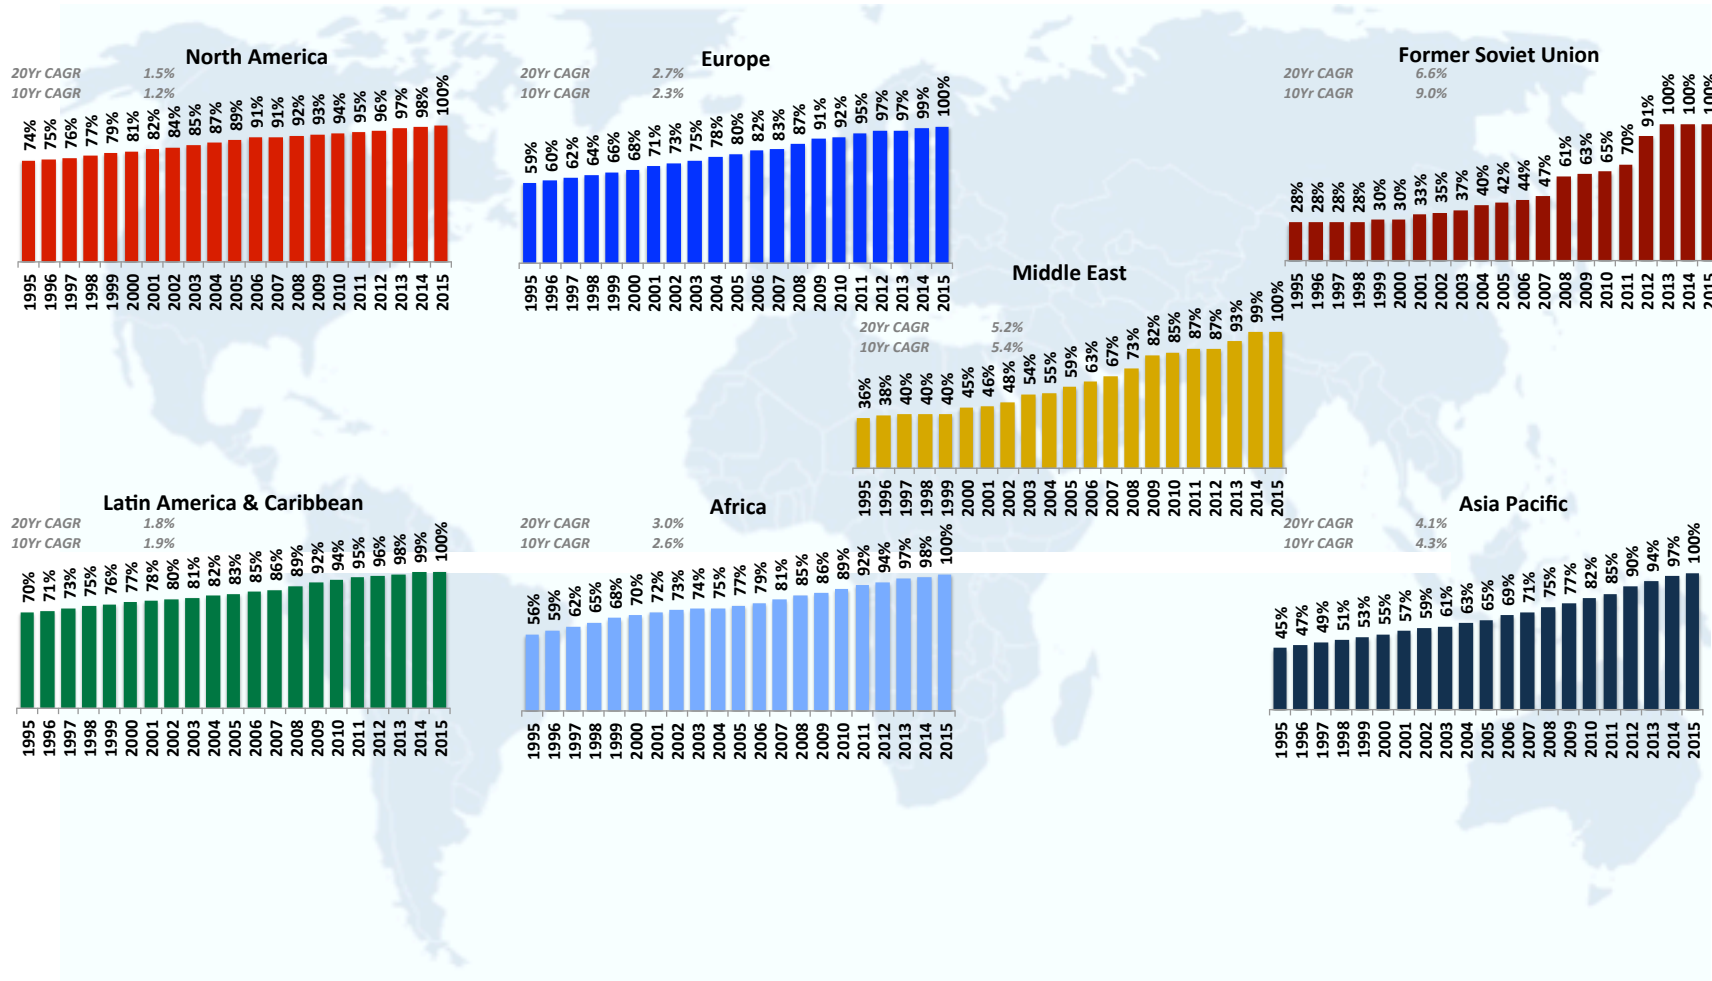 North America
20Yr CAGR 1.5%
10Yr CAGR 1.2%
74% 75% 76% 77% 79% 81% 82% 84% 85% 87% 89% 91% 91% 92% 93% 94% 95% 96% 97% 98% 100%
1995 1996 1997 1998 1999 2000 2001 2002 2003 2004 2005 2006 2007 2008 2009 2010 2011 2012 2013 2014 2015
Europe
20Yr CAGR 2.7%
10Yr CAGR 2.3%
59% 60% 62% 64% 66% 68% 71% 73% 75% 78% 80% 82% 83% 87% 91% 92% 95% 97% 97% 99% 100%
1995 1996 1997 1998 1999 2000 2001 2002 2003 2004 2005 2006 2007 2008 2009 2010 2011 2012 2013 2014 2015
Former Soviet Union
20Yr CAGR 6.6%
10Yr CAGR 9.0%
28% 28% 28% 28% 30% 30% 33% 35% 37% 40% 42% 44% 47% 61% 63% 65% 70% 91% 100% 100% 100%
1995 1996 1997 1998 1999 2000 2001 2002 2003 2004 2005 2006 2007 2008 2009 2010 2011 2012 2013 2014 2015
Middle East
20Yr CAGR 5.2%
10Yr CAGR 5.4%
36% 38% 40% 40% 40% 45% 46% 48% 54% 55% 59% 63% 67% 73% 82% 85% 87% 87% 93% 99% 100%
1995 1996 1997 1998 1999 2000 2001 2002 2003 2004 2005 2006 2007 2008 2009 2010 2011 2012 2013 2014 2015
Latin America & Caribbean
20Yr CAGR 1.8%
10Yr CAGR 1.9%
70% 71% 73% 75% 76% 77% 78% 80% 81% 82% 83% 85% 86% 89% 92% 94% 95% 96% 98% 99% 100%
1995 1996 1997 1998 1999 2000 2001 2002 2003 2004 2005 2006 2007 2008 2009 2010 2011 2012 2013 2014 2015
Africa
20Yr CAGR 3.0%
10Yr CAGR 2.6%
56% 59% 62% 65% 68% 70% 72% 73% 74% 75% 77% 79% 81% 85% 86% 89% 92% 94% 97% 98% 100%
1995 1996 1997 1998 1999 2000 2001 2002 2003 2004 2005 2006 2007 2008 2009 2010 2011 2012 2013 2014 2015
Asia Pacific
20Yr CAGR 4.1%
10Yr CAGR 4.3%
45% 47% 49% 51% 53% 55% 57% 59% 61% 63% 65% 69% 71% 75% 77% 82% 85% 90% 94% 97% 100%
1995 1996 1997 1998 1999 2000 2001 2002 2003 2004 2005 2006 2007 2008 2009 2010 2011 2012 2013 2014 2015